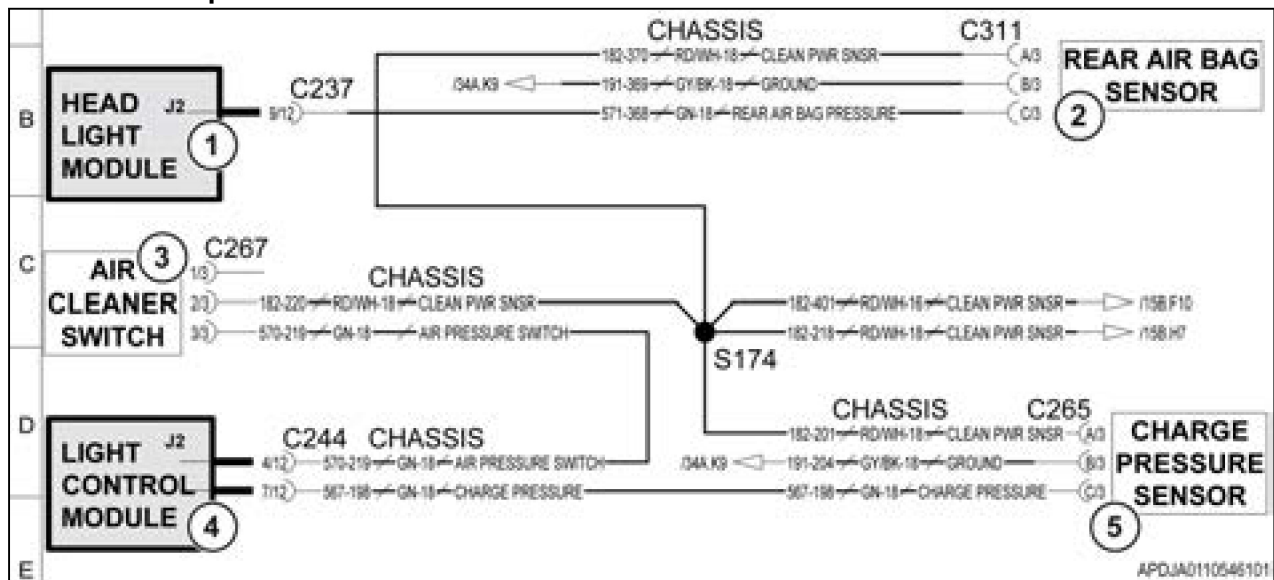 CHASSIS
C311
182-370 RD/WH-18 CLEAN PWR SNSR
A/3
/34A.K9
191-369 GY/BK-18 GROUND
B/3
571-368 GN-18 REAR AIR BAG PRESSURE
C/3
REAR AIR BAG
SENSOR
2
B
HEAD
LIGHT
MODULE
J2
1
C237
9/12
C
AIR
CLEANER
SWITCH
3
C267
1/3
2/3
3/3
CHASSIS
182-220 RD/WH-18 CLEAN PWR SNSR
570-219 GN-18 AIR PRESSURE SWITCH
182-401 RD/WH-16 CLEAN PWR SNSR
/15B.F10
182-218 RD/WH-18 CLEAN PWR SNSR
/15B.H7
S174
D
LIGHT
CONTROL
MODULE
J2
4
C244
CHASSIS
4/12
570-219 GN-18 AIR PRESSURE SWITCH
7/12
567-198 GN-18 CHARGE PRESSURE
CHASSIS
C265
182-201 RD/WH-18 CLEAN PWR SNSR
A/3
/34A.K9
191-204 GY/BK-18 GROUND
B/3
567-198 GN-18 CHARGE PRESSURE
C/3
CHARGE
PRESSURE
SENSOR
5
E
APDJA0110546101